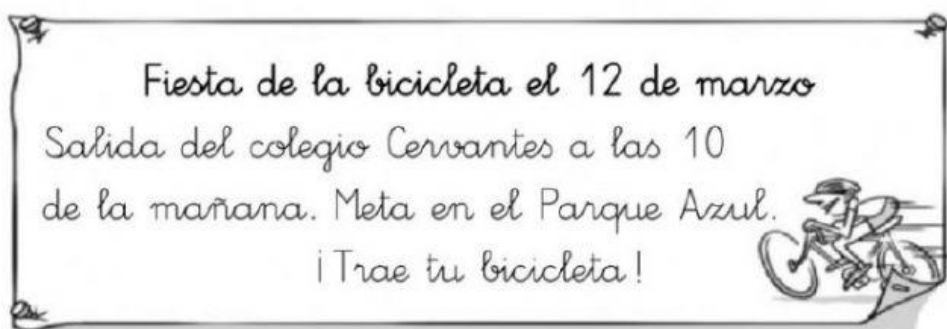 Fiesta de la bicicleta el 12 de marzo
Salida del colegio Cervantes a las 10
de la mañana. Meta en el Parque Azul.
¡Trae tu bicicleta!